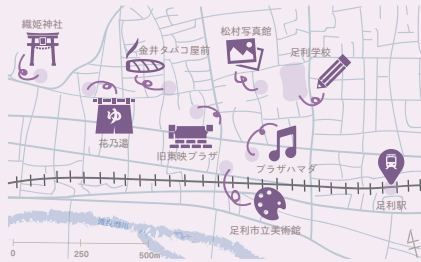 織姫神社
金井タバコ屋前
松村写真館
足利学校
ゆ
花乃湯
旧東映プラザ
プラザハマダ
足利駅
足利市立美術館
0 250 500m